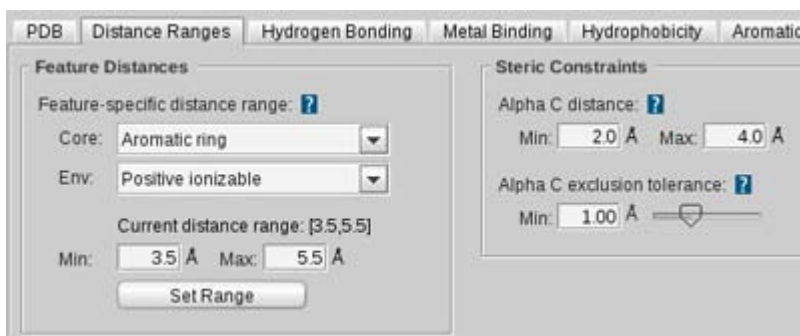 PDB Distance Ranges Hydrogen Bonding Metal Binding Hydrophobicity Aromatic
Feature Distances
Feature-specific distance range: ?
Core: Aromatic ring
Env: Positive ionizable
Current distance range: [3.5,5.5]
Min: 3.5 Å Max: 5.5 Å
Set Range
Steric Constraints
Alpha C distance: ?
Min: 2.0 Å Max: 4.0 Å
Alpha C exclusion tolerance: ?
Min: 1.00 Å